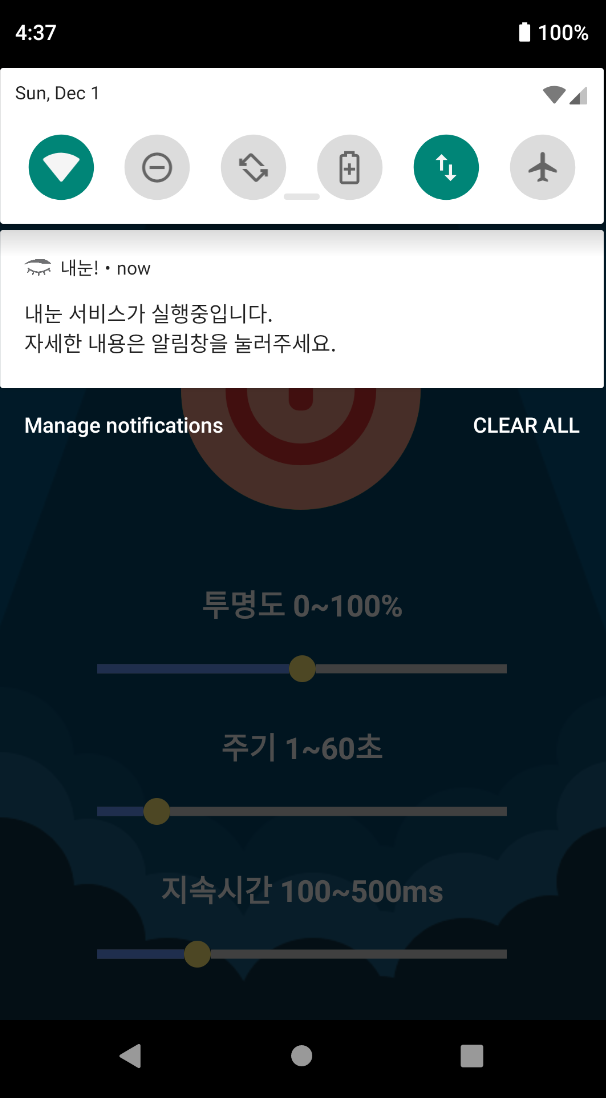 4:37
100%
Sun, Dec 1
내눈! • now
내눈 서비스가 실행중입니다.
자세한 내용은 알림창을 눌러주세요.
Manage notifications
CLEAR ALL
투명도 0~100%
주기 1~60초
지속시간 100~500ms